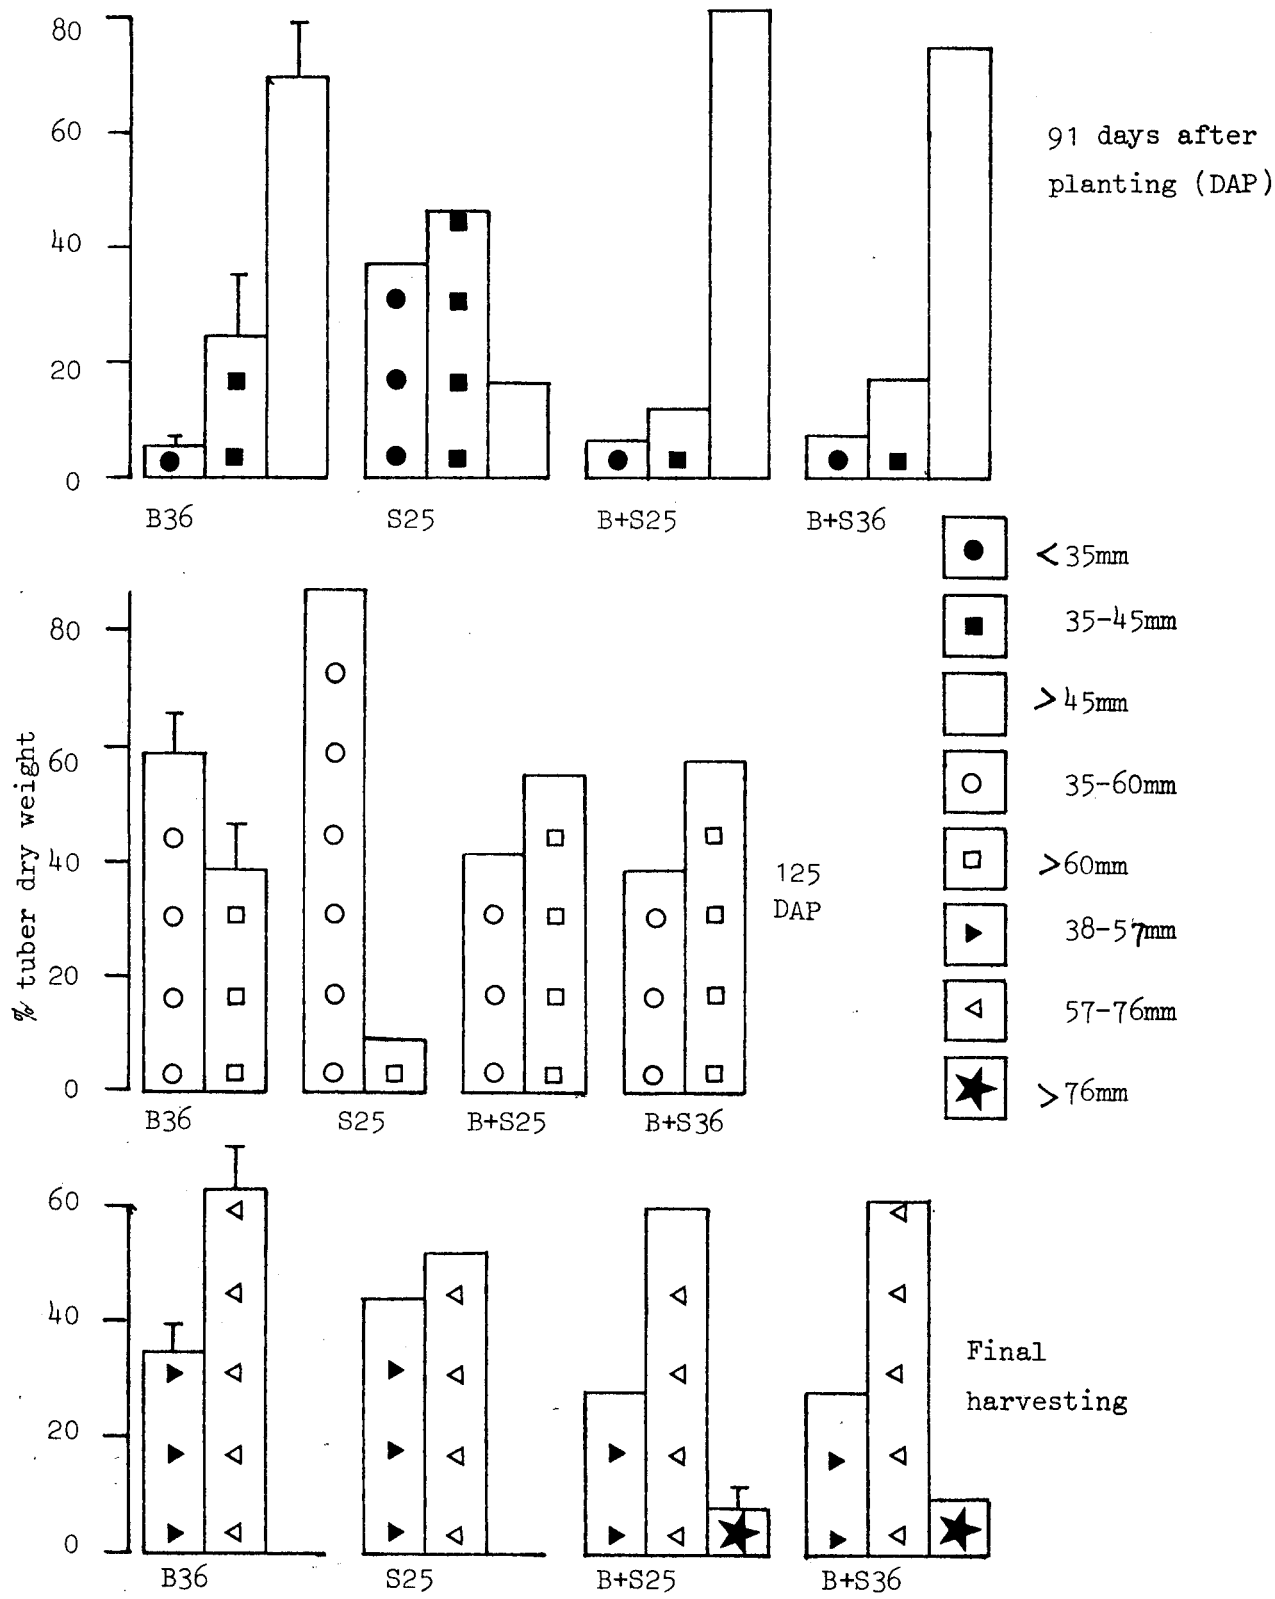 80
60
40
20
0
91 days after
planting (DAP)
B36 S25 B+S25 B+S36
<35mm
35-45mm
>45mm
35-60mm
>60mm
38-57mm
57-76mm
>76mm
% tuber dry weight
80
60
40
20
0
125
DAP
B36 S25 B+S25 B+S36
60
40
20
0
Final
harvesting
B36 S25 B+S25 B+S36